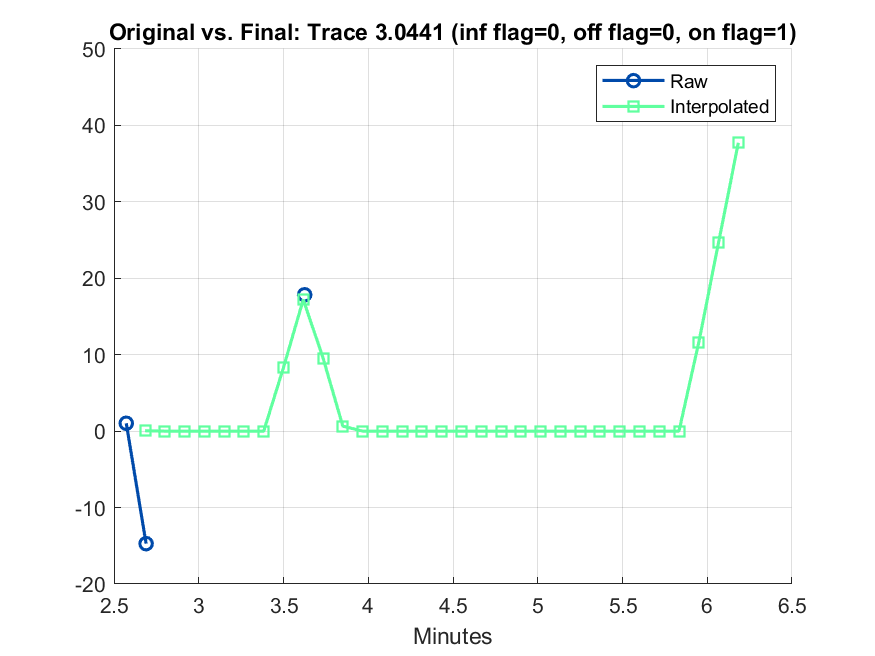 Original vs. Final: Trace 3.0441 (inf flag=0, off flag=0, on flag=1)
50
40
30
20
10
0
-10
-20
Raw
Interpolated
2.5 3 3.5 4 4.5 5 5.5 6 6.5
Minutes